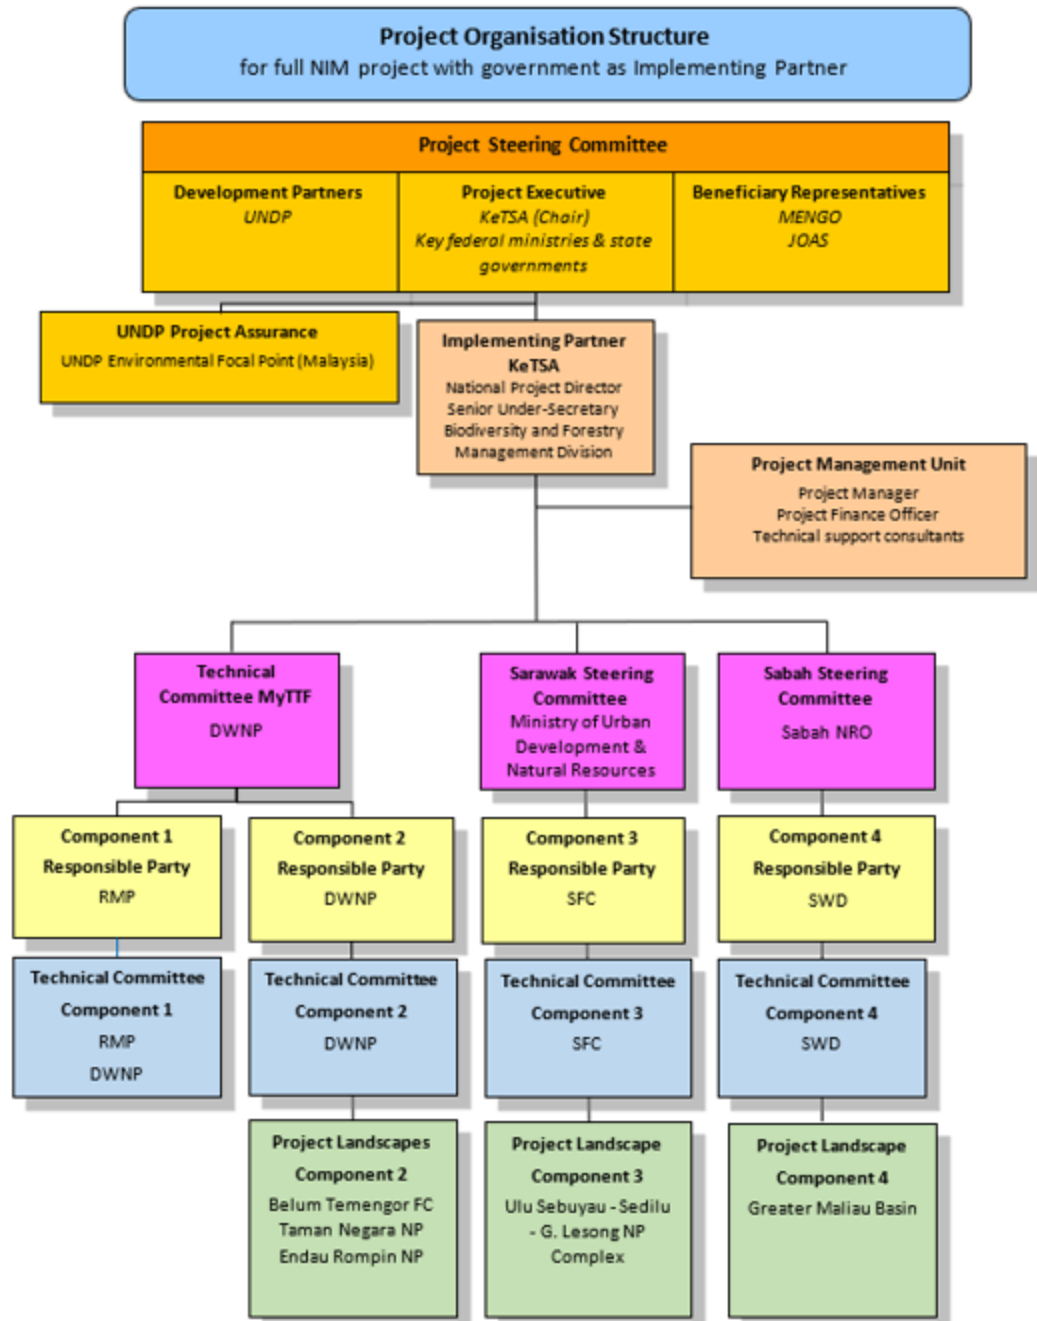 Project Organisation Structure
for full NIM project with government as Implementing Partner
Project Steering Committee
Development Partners
UNDP
Project Executive
KeTSA (Chair)
Key federal ministries & state
governments
Beneficiary Representatives
MENGO
JOAS
UNDP Project Assurance
UNDP Environmental Focal Point (Malaysia)
Implementing Partner
KeTSA
National Project Director
Senior Under-Secretary
Biodiversity and Forestry
Management Division
Project Management Unit
Project Manager
Project Finance Officer
Technical support consultants
Technical
Committee MyTTF
DWNP
Sarawak Steering
Committee
Ministry of Urban
Development &
Natural Resources
Sabah Steering
Committee
Sabah NRO
Component 1
Responsible Party
RMP
Component 2
Responsible Party
DWNP
Component 3
Responsible Party
SFC
Component 4
Responsible Party
SWD
Technical Committee
Component 1
RMP
DWNP
Technical Committee
Component 2
DWNP
Technical Committee
Component 3
SFC
Technical Committee
Component 4
SWD
Project Landscapes
Component 2
Belum Temengor FC
Taman Negara NP
Endau Rompin NP
Project Landscape
Component 3
Ulu Sebuyau - Sedilu
- G. Lesong NP
Complex
Project Landscape
Component 4
Greater Maliau Basin